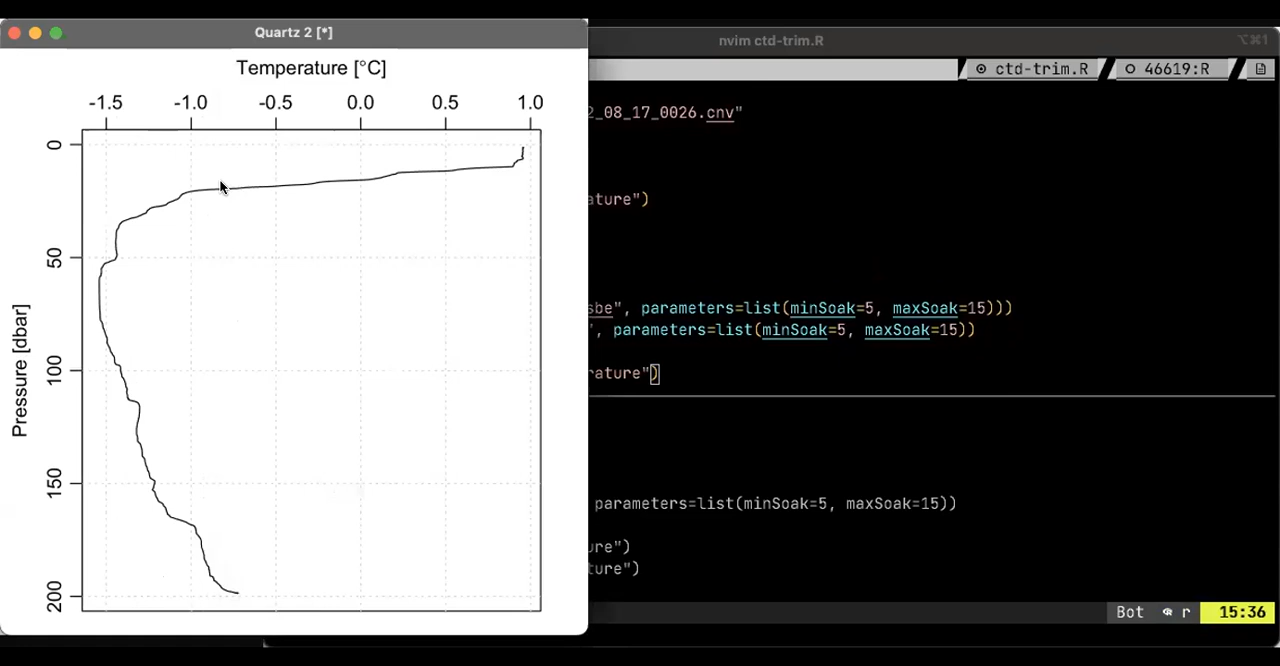 Quartz 2 [*]
Temperature [°C]
-1.5 -1.0 -0.5 0.0 0.5 1.0
0
50
100
150
200
Pressure [dbar]
nvim ctd-trim.R
⌥⌘1
ctd-trim.R 46619:R
2_08_17_0026.cnv"
ature")
sbe", parameters=list(minSoak=5, maxSoak=15)))
", parameters=list(minSoak=5, maxSoak=15))
rature")
parameters=list(minSoak=5, maxSoak=15))
ure")
ture")
Bot r 15:36